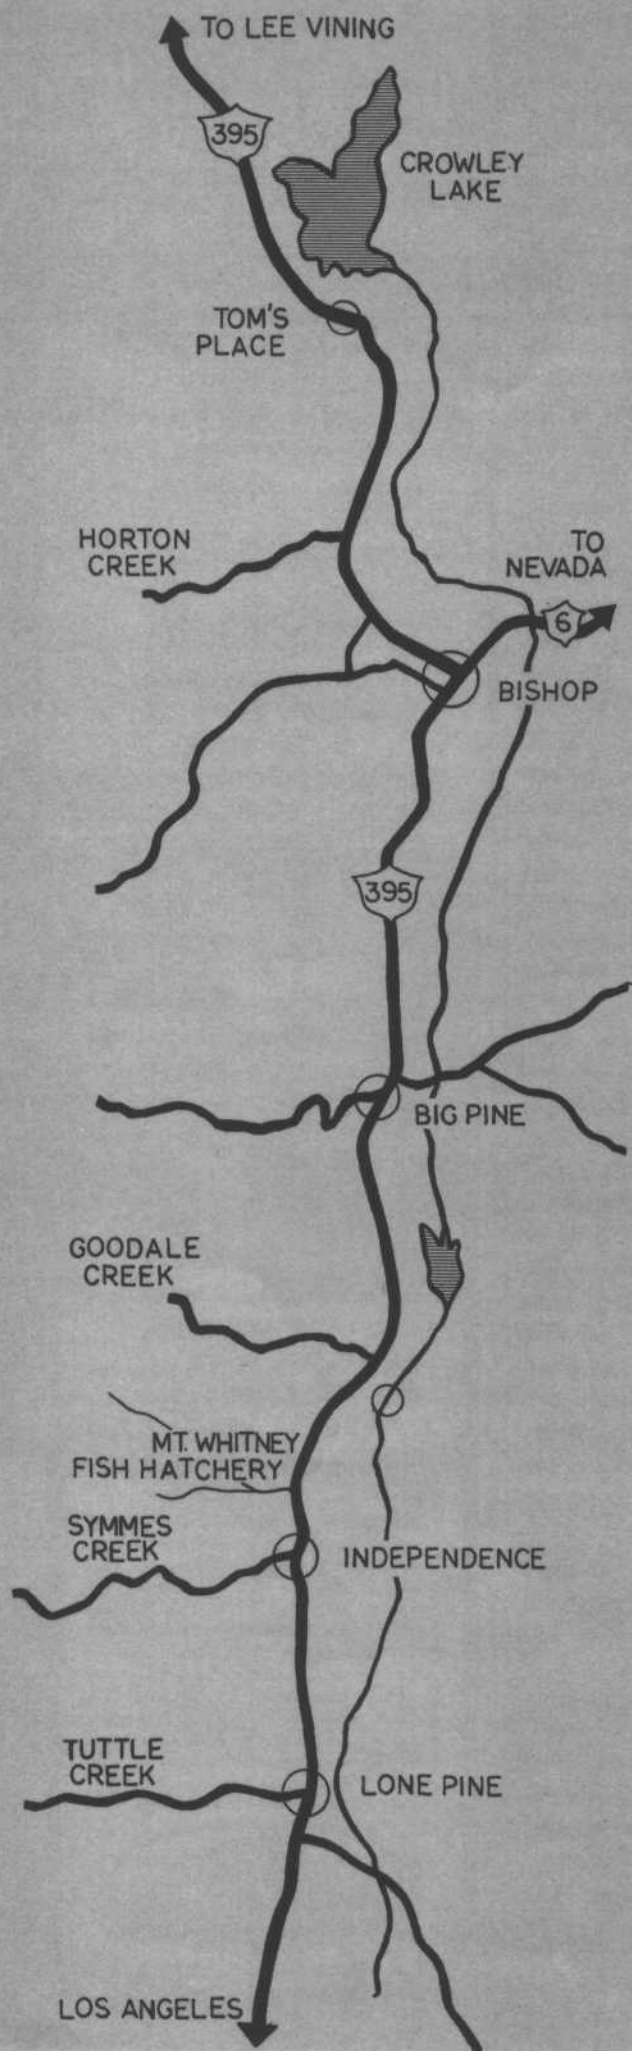 TO LEE VINING
395
CROWLEY
LAKE
TOM'S
PLACE
HORTON
CREEK
TO
NEVADA
6
BISHOP
395
BIG PINE
GOODALE
CREEK
MT. WHITNEY
FISH HATCHERY
SYMMES
CREEK
INDEPENDENCE
TUTTLE
CREEK
LONE PINE
LOS ANGELES